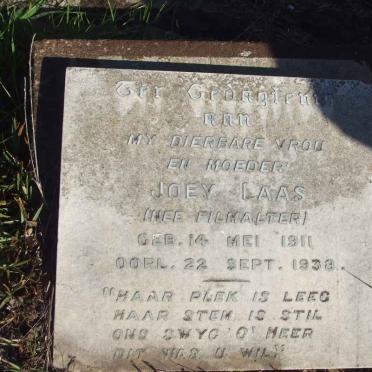 Ter Gedagtenis
aan
MY DIERBARE VROU
EN MOEDER
JOEY LAAS
(NEE FILMALTER)
GEB. 14 MEI 1911
OORL. 22 SEPT. 1938.
"HAAR PLEK IS LEEG
HAAR STEM IS STIL
ONS SWYG O' HEER
DIT WAS U WIL"